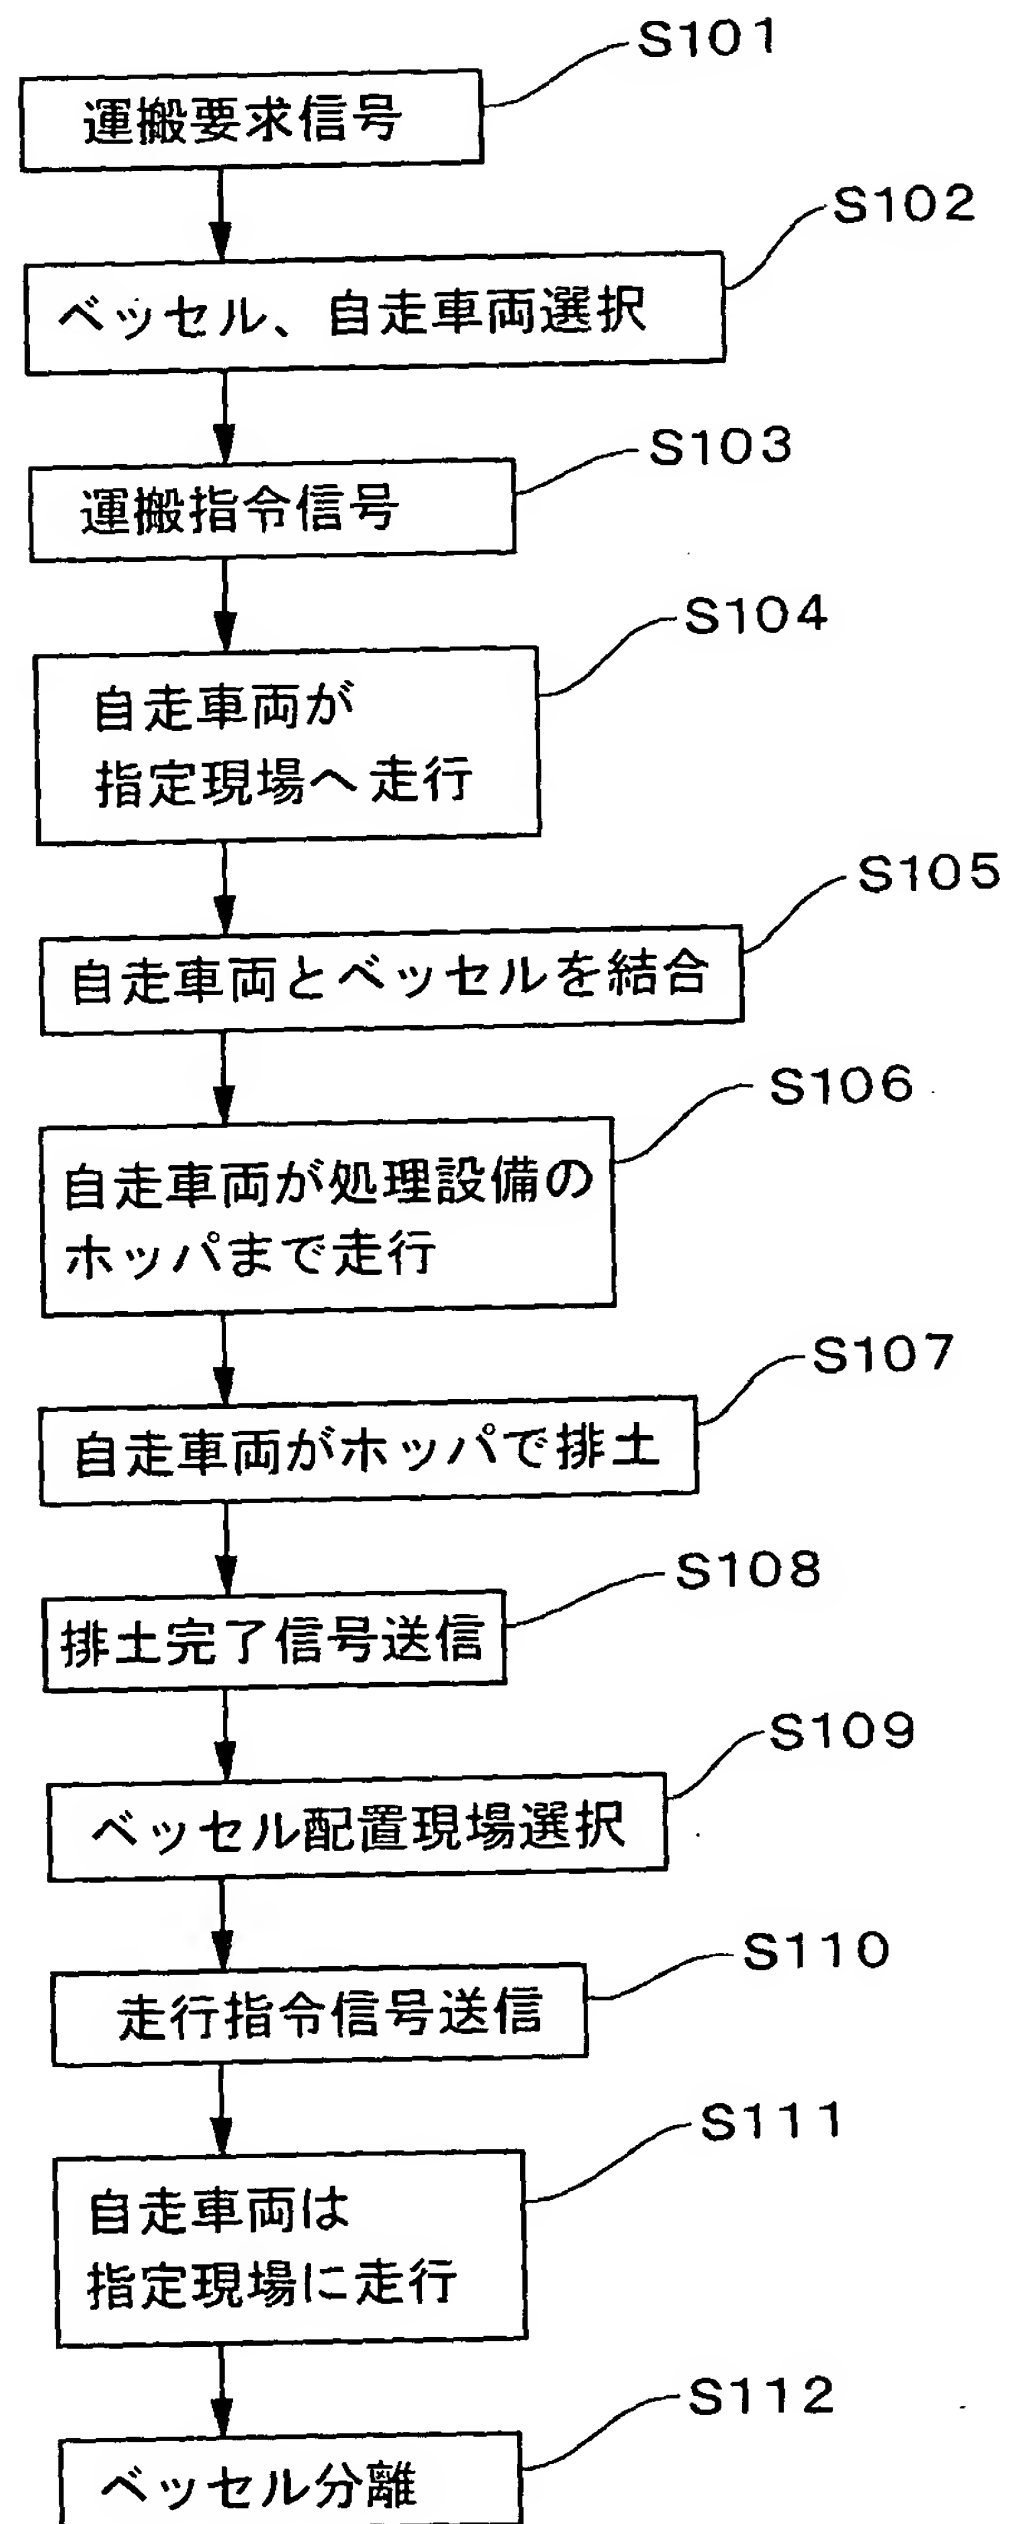 S101
運搬要求信号
S102
ベッセル、自走車両選択
S103
運搬指令信号
S104
自走車両が
指定現場へ走行
S105
自走車両とベッセルを結合
S106
自走車両が処理設備の
ホッパまで走行
S107
自走車両がホッパで排土
S108
排土完了信号送信
S109
ベッセル配置現場選択
S110
走行指令信号送信
S111
自走車両は
指定現場に走行
S112
ベッセル分離